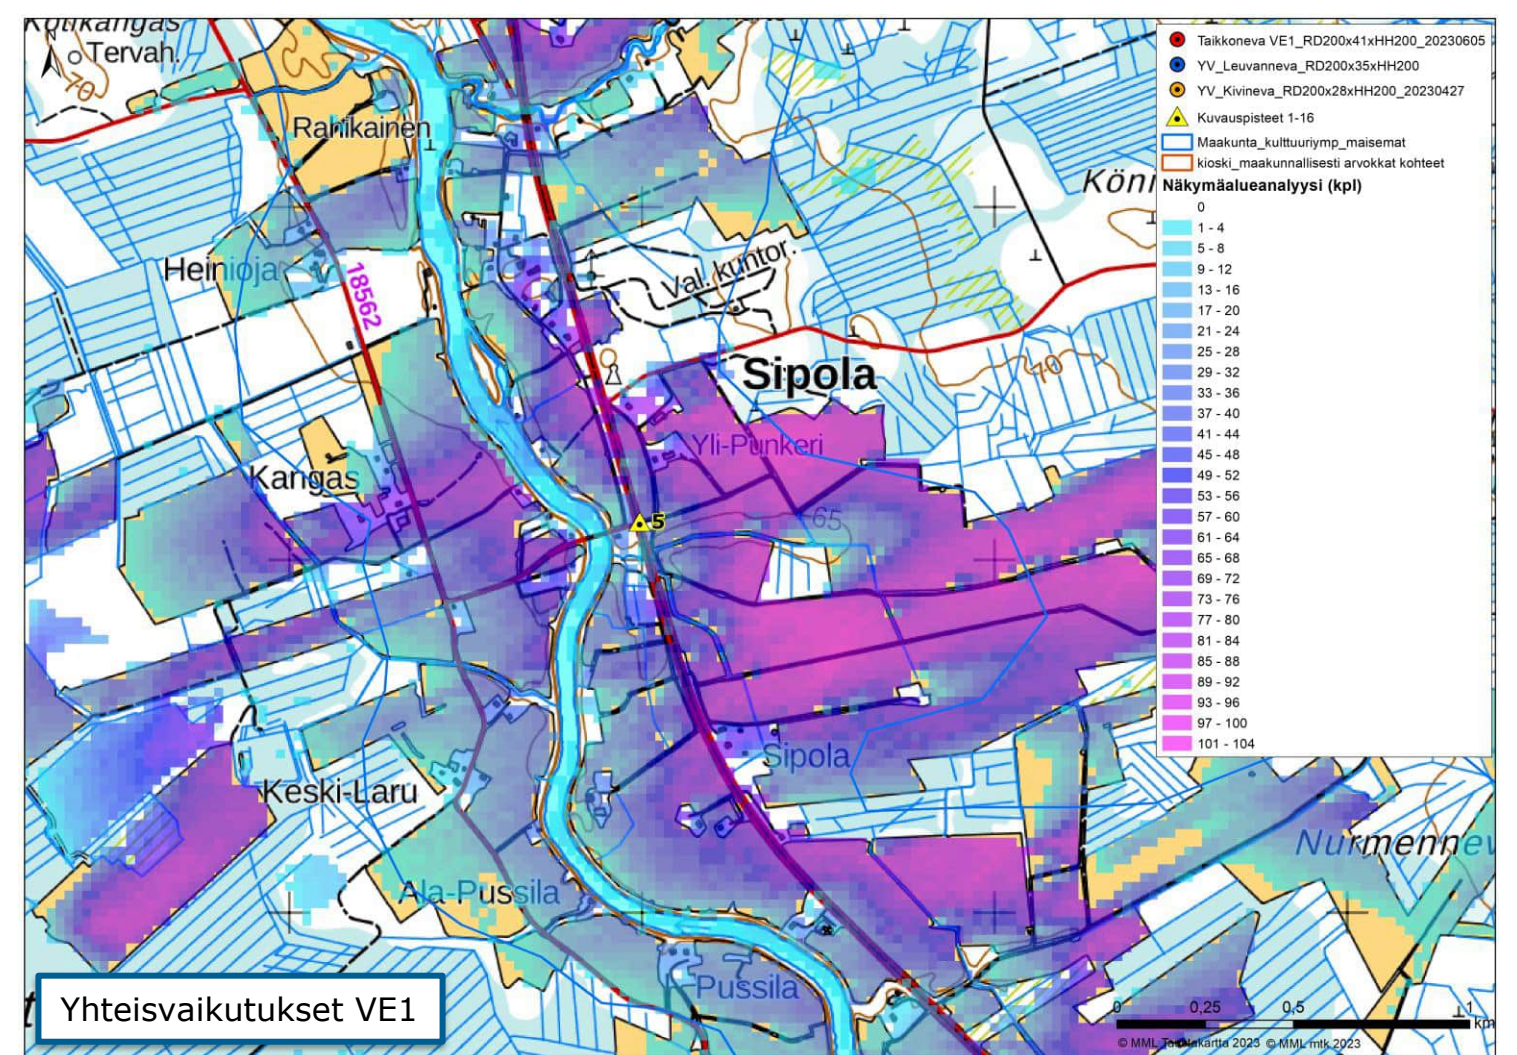 Kotikangas
Tervah.
70
Rahikainen
Heinioja
18562
Val. kuntor.
Könn
Sipola
70
Yli-Punkeri
Kangas
5
65
Sipola
Keski-Laru
Nurmennev
Ala-Pussila
Pussila
Taikkoneva VE1_RD200x41xHH200_20230605
YV_Leuvanneva_RD200x35xHH200
YV_Kivineva_RD200x28xHH200_20230427
Kuvauspisteet 1-16
Maakunta_kulttuuriymp_maisemat
kioski_maakunnallisesti arvokkat kohteet
Näkymäalueanalyysi (kpl)
0
1 - 4
5 - 8
9 - 12
13 - 16
17 - 20
21 - 24
25 - 28
29 - 32
33 - 36
37 - 40
41 - 44
45 - 48
49 - 52
53 - 56
57 - 60
61 - 64
65 - 68
69 - 72
73 - 76
77 - 80
81 - 84
85 - 88
89 - 92
93 - 96
97 - 100
101 - 104
Yhteisvaikutukset VE1
0 0,25 0,5 1
km
© MML Taustakartta 2023 © MML mtk 2023